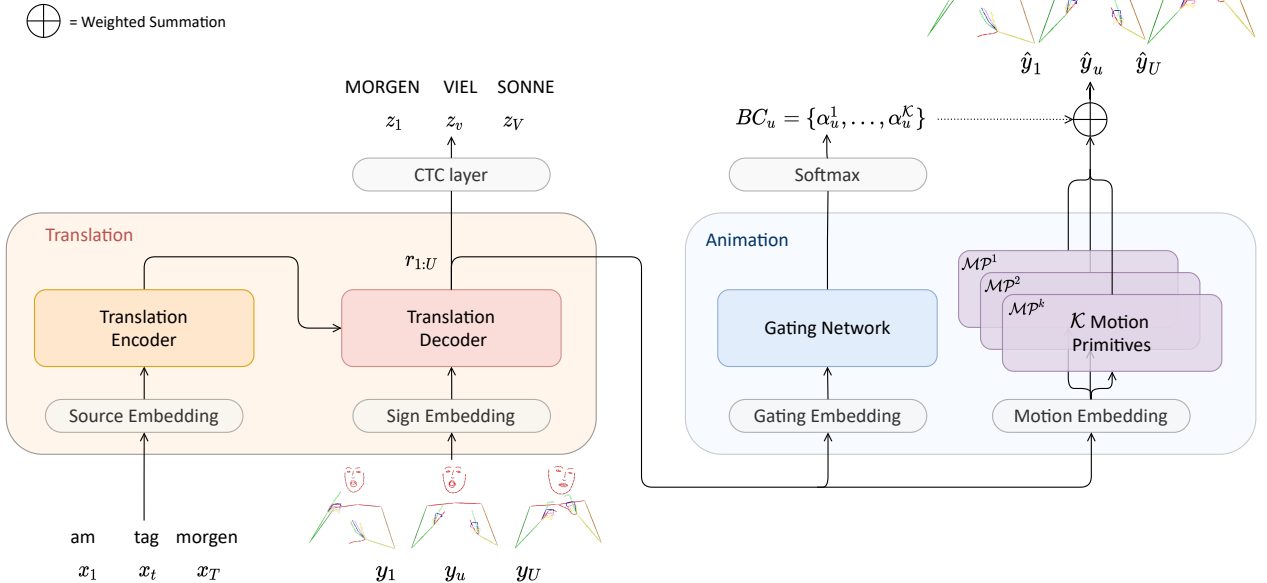 = Weighted Summation
ŷ₁ ŷᵤ ŷ_U
MORGEN VIEL SONNE
z₁ zᵥ z_V
BCᵤ = {αᵤ¹, . . . , αᵤ^𝒦}
CTC layer
Softmax
Translation
Animation
r₁:U
ℳ𝒫¹
ℳ𝒫²
ℳ𝒫ᵏ
Translation
Encoder
Translation
Decoder
Gating Network
𝒦 Motion
Primitives
Source Embedding
Sign Embedding
Gating Embedding
Motion Embedding
am tag morgen
x₁ xₜ x_T
y₁ yᵤ y_U